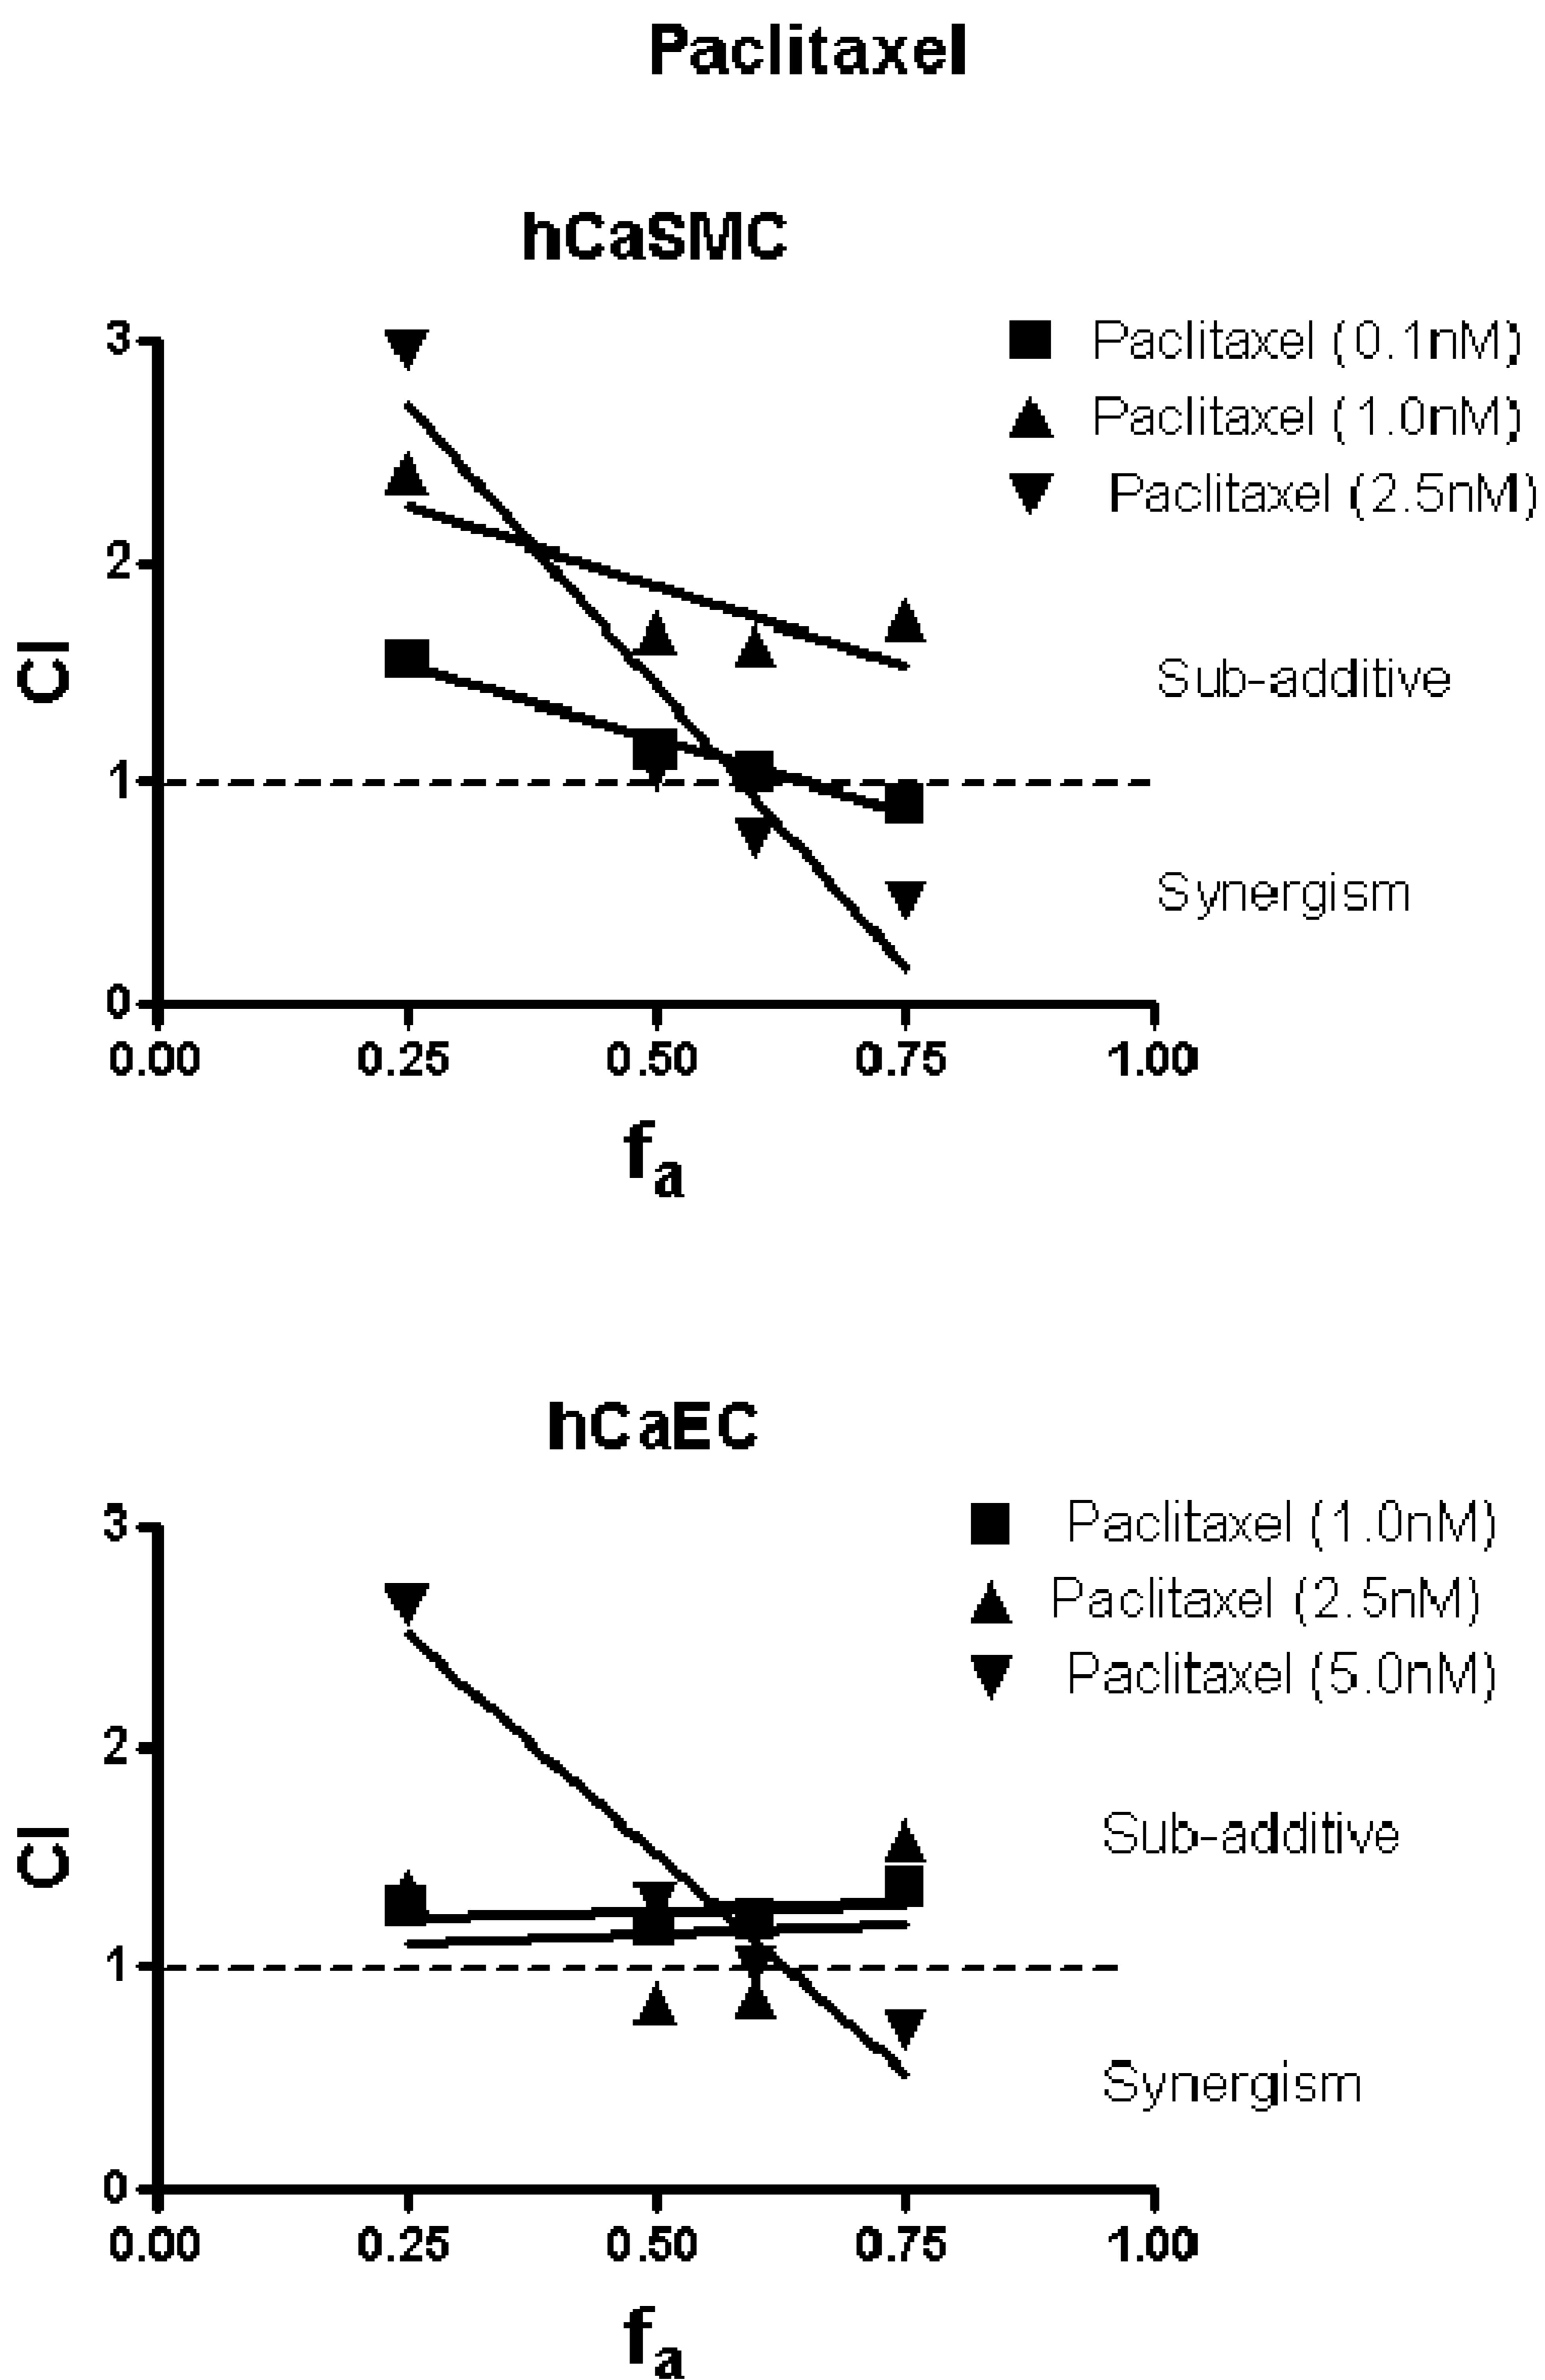 Paclitaxel
hCaSMC
3
2
1
0
CI
Paclitaxel (0.1nM)
Paclitaxel (1.0nM)
Paclitaxel (2.5nM)
Sub-additive
Synergism
0.00 0.25 0.50 0.75 1.00
fa
hCaEC
3
2
1
0
CI
Paclitaxel (1.0nM)
Paclitaxel (2.5nM)
Paclitaxel (5.0nM)
Sub-additive
Synergism
0.00 0.25 0.50 0.75 1.00
fa